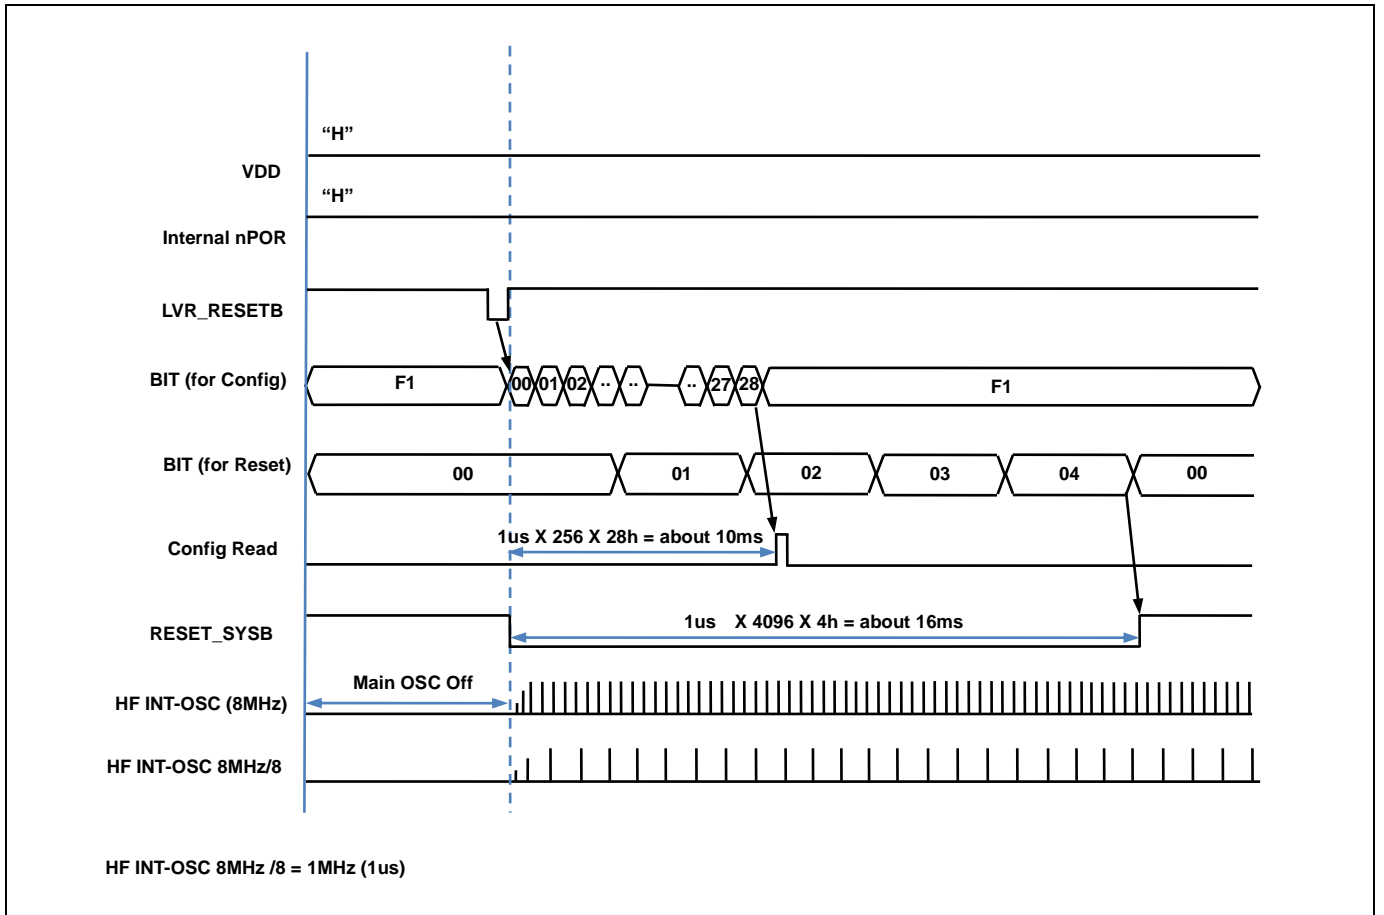 “H”
VDD
“H”
Internal nPOR
LVR_RESETB
BIT (for Config) F1 00 01 02 .. .. .. 27 28 F1
BIT (for Reset) 00 01 02 03 04 00
1us X 256 X 28h = about 10ms
Config Read
1us X 4096 X 4h = about 16ms
RESET_SYSB
Main OSC Off
HF INT-OSC (8MHz)
HF INT-OSC 8MHz/8
HF INT-OSC 8MHz /8 = 1MHz (1us)